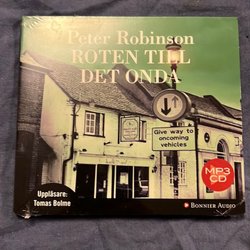 Peter Robinson
ROTEN TILL
DET ONDA
Give way to
oncoming
vehicles
MP3
CD
Uppläsare:
Tomas Bolme
BONNIER AUDIO